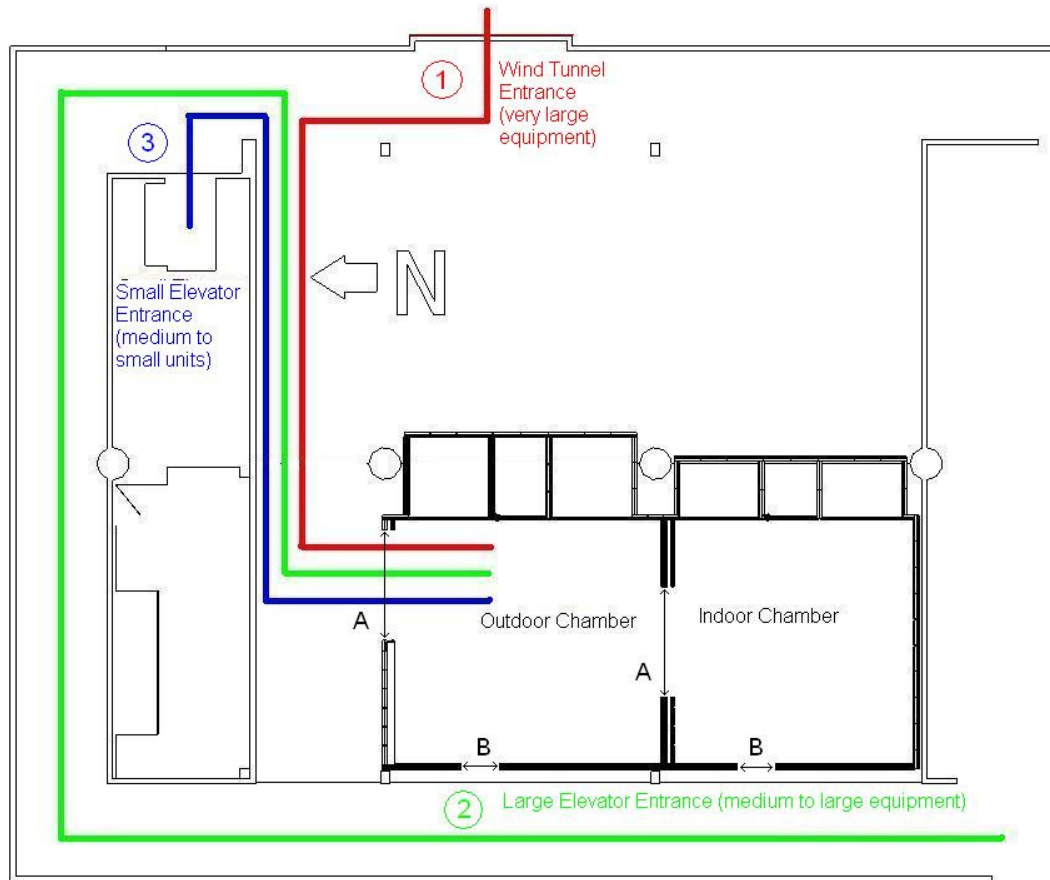 1
Wind Tunnel
Entrance
(very large
equipment)
3
N
Small Elevator
Entrance
(medium to
small units)
A
Outdoor Chamber
Indoor Chamber
A
B
B
2
Large Elevator Entrance (medium to large equipment)